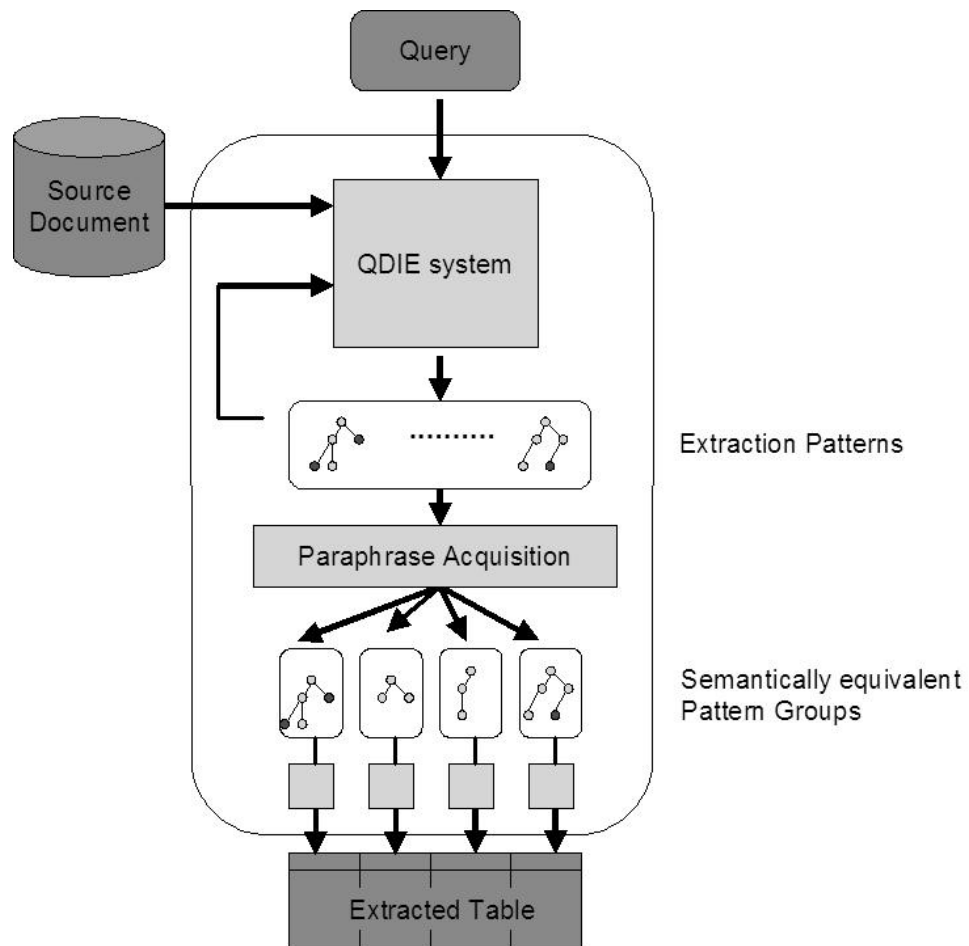 Query
Source
Document
QDIE system
..........
Extraction Patterns
Paraphrase Acquisition
Semantically equivalent
Pattern Groups
Extracted Table